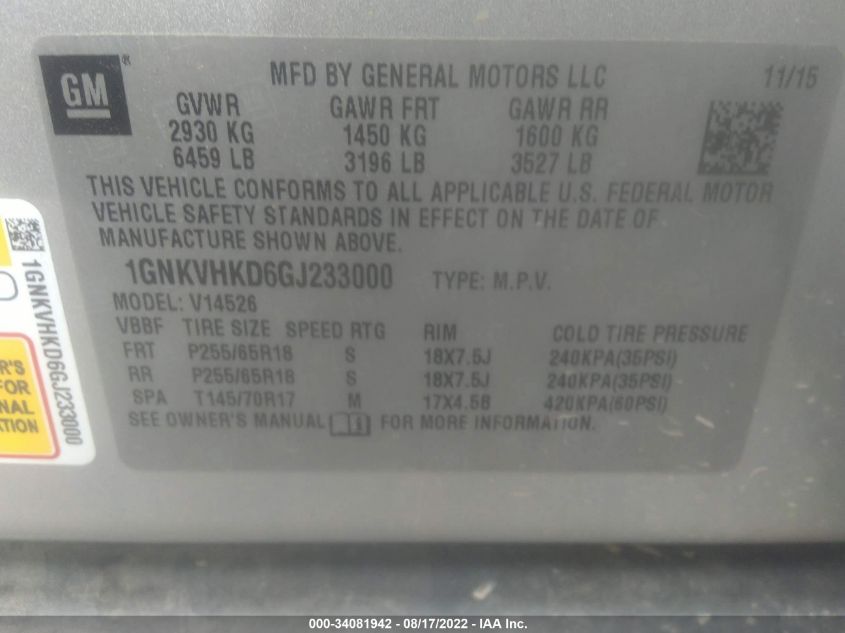 GM®
MFD BY GENERAL MOTORS LLC 11/15
GVWR GAWR FRT GAWR RR
2930 KG 1450 KG 1600 KG
6459 LB 3196 LB 3527 LB
THIS VEHICLE CONFORMS TO ALL APPLICABLE U.S. FEDERAL MOTOR
VEHICLE SAFETY STANDARDS IN EFFECT ON THE DATE OF
MANUFACTURE SHOWN ABOVE.
1GNKVHKD6GJ233000 TYPE: M.P.V.
MODEL: V14526
VBBF TIRE SIZE SPEED RTG RIM COLD TIRE PRESSURE
FRT P255/65R18 S 18X7.5J 240KPA(35PSI)
RR P255/65R18 S 18X7.5J 240KPA(35PSI)
SPA T145/70R17 M 17X4.5B 420KPA(60PSI)
SEE OWNER'S MANUAL FOR MORE INFORMATION.
1GNKVHKD6GJ233000
000-34081942 - 08/17/2022 - IAA Inc.